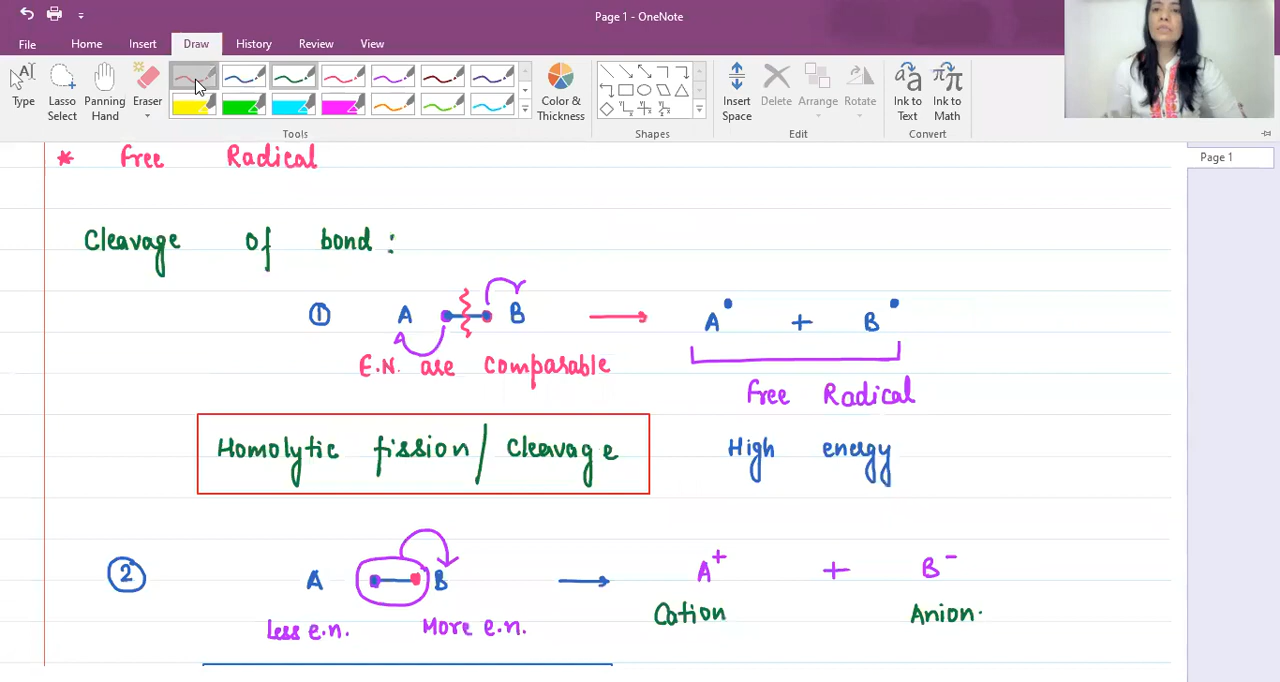 Page 1 - OneNote
File Home Insert Draw History Review View
Type Lasso Select Panning Hand Eraser Color & Thickness Insert Space Delete Arrange Rotate Ink to Text Ink to Math
Tools Shapes Edit Convert
Page 1
* Free Radical
Cleavage of bond :
① A B → A• + B•
E.N. are Comparable
Free Radical
Homolytic fission / Cleavage
High energy
② A B → A⁺ + B⁻
Less e.n. More e.n. Cation Anion.